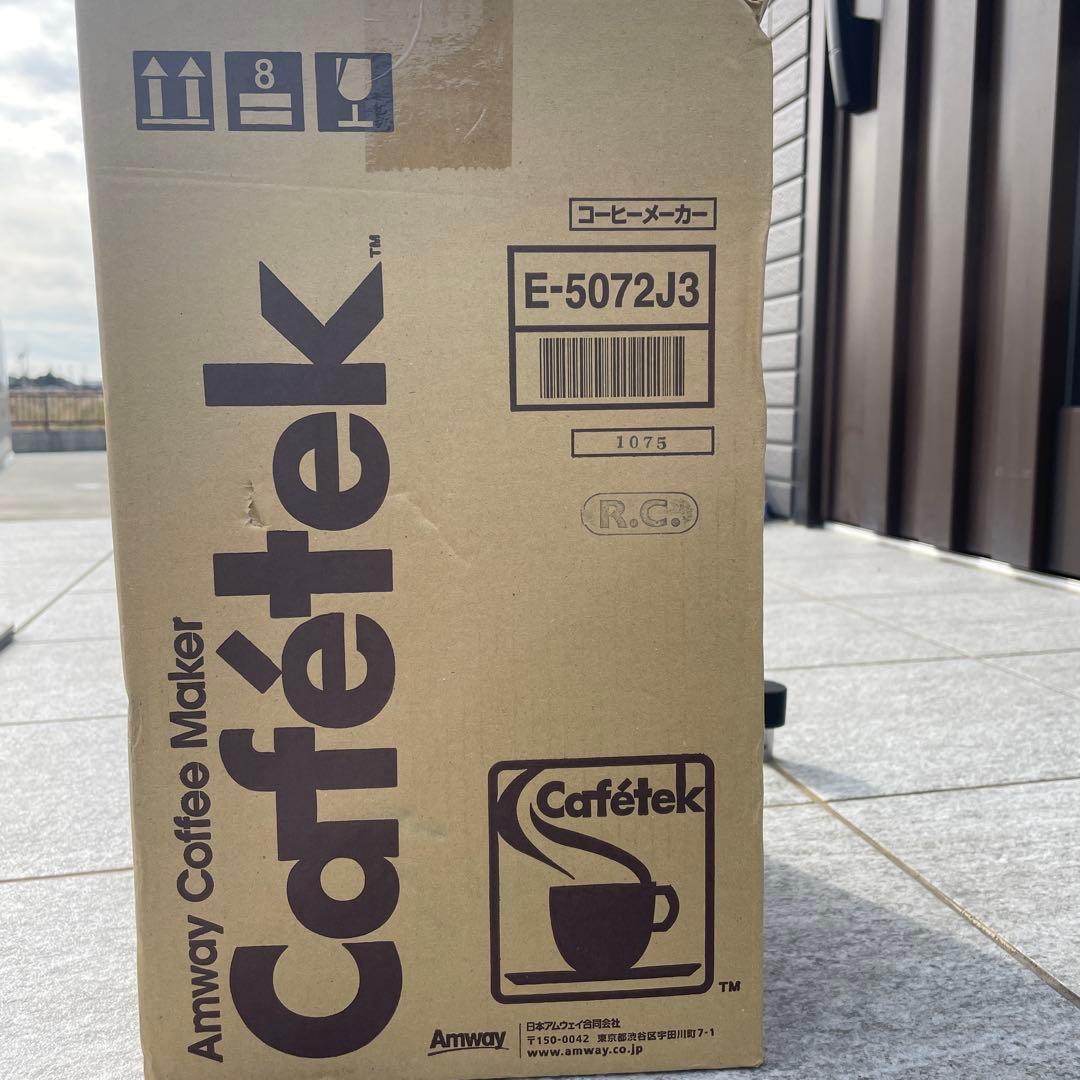 8
コーヒーメーカー
E-5072J3
1075
R.C.
Amway Coffee Maker
Cafétek™
Cafétek
TM
Amway
日本アムウェイ合同会社
〒150-0042 東京都渋谷区宇田川町7-1
www.amway.co.jp